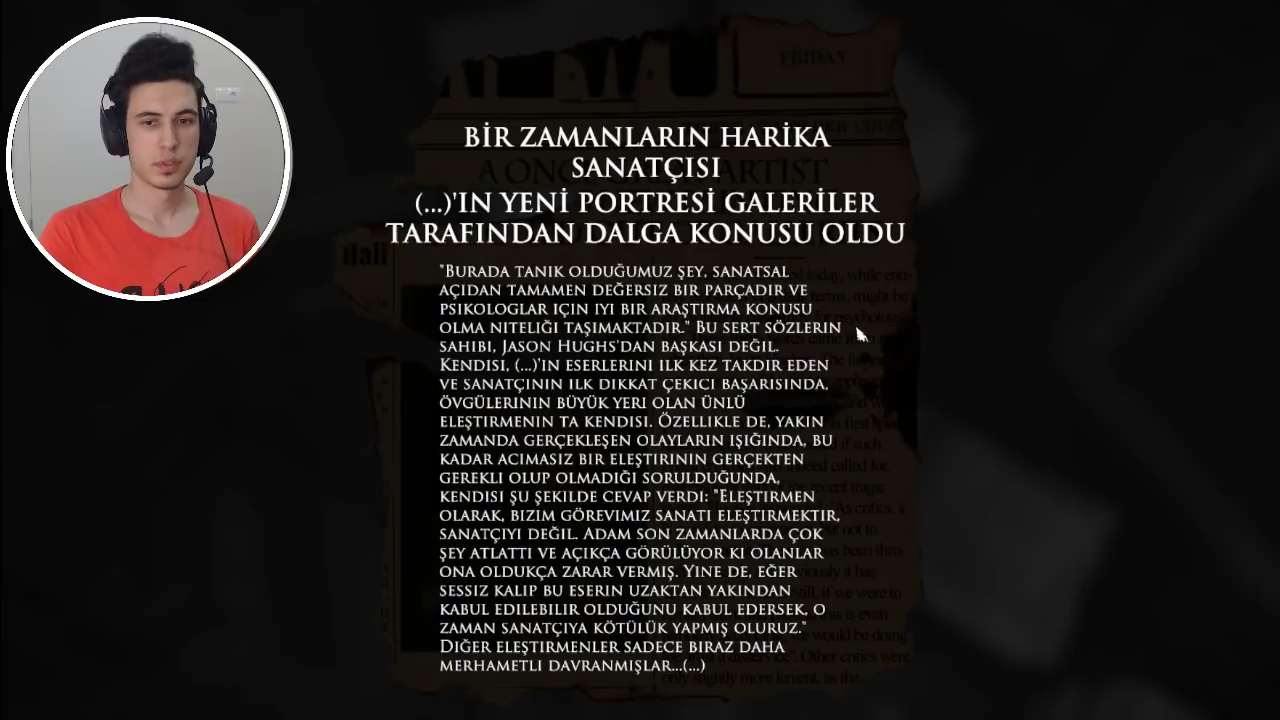 FRIDAY
BİR ZAMANLARIN HARİKA
SANATÇISI
(...)'IN YENİ PORTRESİ GALERİLER
TARAFINDAN DALGA KONUSU OLDU
"BURADA TANIK OLDUĞUMUZ ŞEY, SANATSAL
AÇIDAN TAMAMEN DEĞERSIZ BIR PARÇADIR VE
PSIKOLOGLAR IÇIN IYI BIR ARAŞTIRMA KONUSU
OLMA NITELIĞI TAŞIMAKTADIR." BU SERT SÖZLERIN
SAHIBI, JASON HUGHS'DAN BAŞKASI DEĞIL.
KENDISI, (...)'IN ESERLERINI ILK KEZ TAKDIR EDEN
VE SANATÇININ ILK DIKKAT ÇEKICI BAŞARISINDA,
ÖVGÜLERININ BÜYÜK YERI OLAN ÜNLÜ
ELEŞTIRMENIN TA KENDISI. ÖZELLIKLE DE, YAKIN
ZAMANDA GERÇEKLEŞEN OLAYLARIN IŞIĞINDA, BU
KADAR ACIMASIZ BIR ELEŞTIRININ GERÇEKTEN
GEREKLI OLUP OLMADIĞI SORULDUĞUNDA,
KENDISI ŞU ŞEKILDE CEVAP VERDI: "ELEŞTIRMEN
OLARAK, BIZIM GÖREVIMIZ SANATI ELEŞTIRMEKTIR,
SANATÇIYI DEĞIL. ADAM SON ZAMANLARDA ÇOK
ŞEY ATLATTI VE AÇIKÇA GÖRÜLÜYOR KI OLANLAR
ONA OLDUKÇA ZARAR VERMIŞ. YINE DE, EĞER
SESSIZ KALIP BU ESERIN UZAKTAN YAKINDAN
KABUL EDILEBILIR OLDUĞUNU KABUL EDERSEK, O
ZAMAN SANATÇIYA KÖTÜLÜK YAPMIŞ OLURUZ."
DIĞER ELEŞTIRMENLER SADECE BIRAZ DAHA
MERHAMETLI DAVRANMIŞLAR...(...)